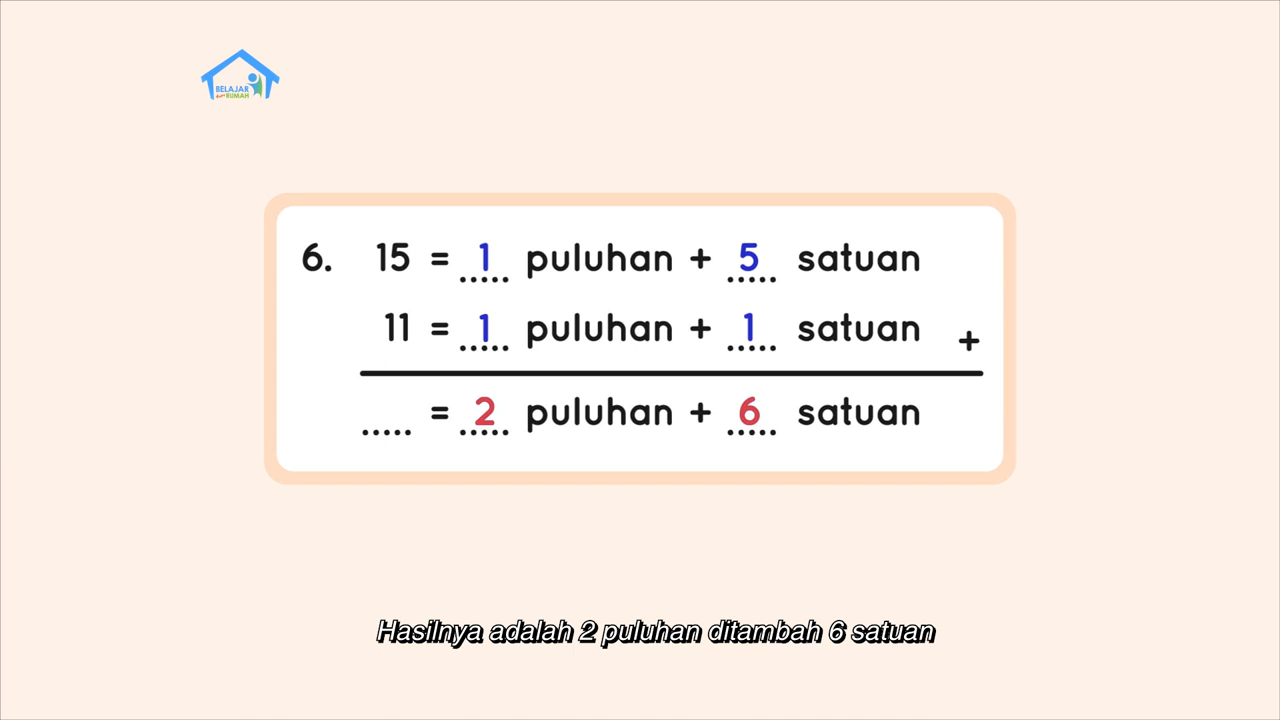 BELAJAR
dari RUMAH
6. 15 = 1 puluhan + 5 satuan
11 = 1 puluhan + 1 satuan +
..... = 2 puluhan + 6 satuan
Hasilnya adalah 2 puluhan ditambah 6 satuan